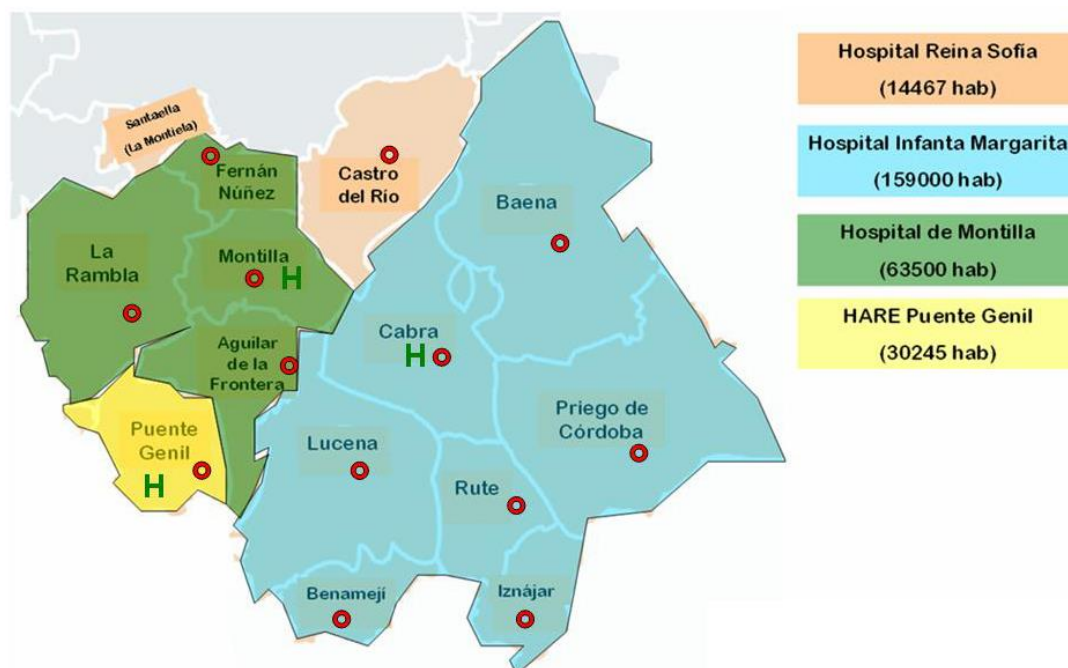 Hospital Reina Sofía
(14467 hab)
Hospital Infanta Margarita
(159000 hab)
Hospital de Montilla
(63500 hab)
HARE Puente Genil
(30245 hab)
Santaella
(La Montiela)
Fernán
Núñez
Castro
del Río
Baena
La
Rambla
Montilla
H
Aguilar
de la
Frontera
Cabra
H
Puente
Genil
H
Lucena
Priego de
Córdoba
Rute
Benamejí
Iznájar